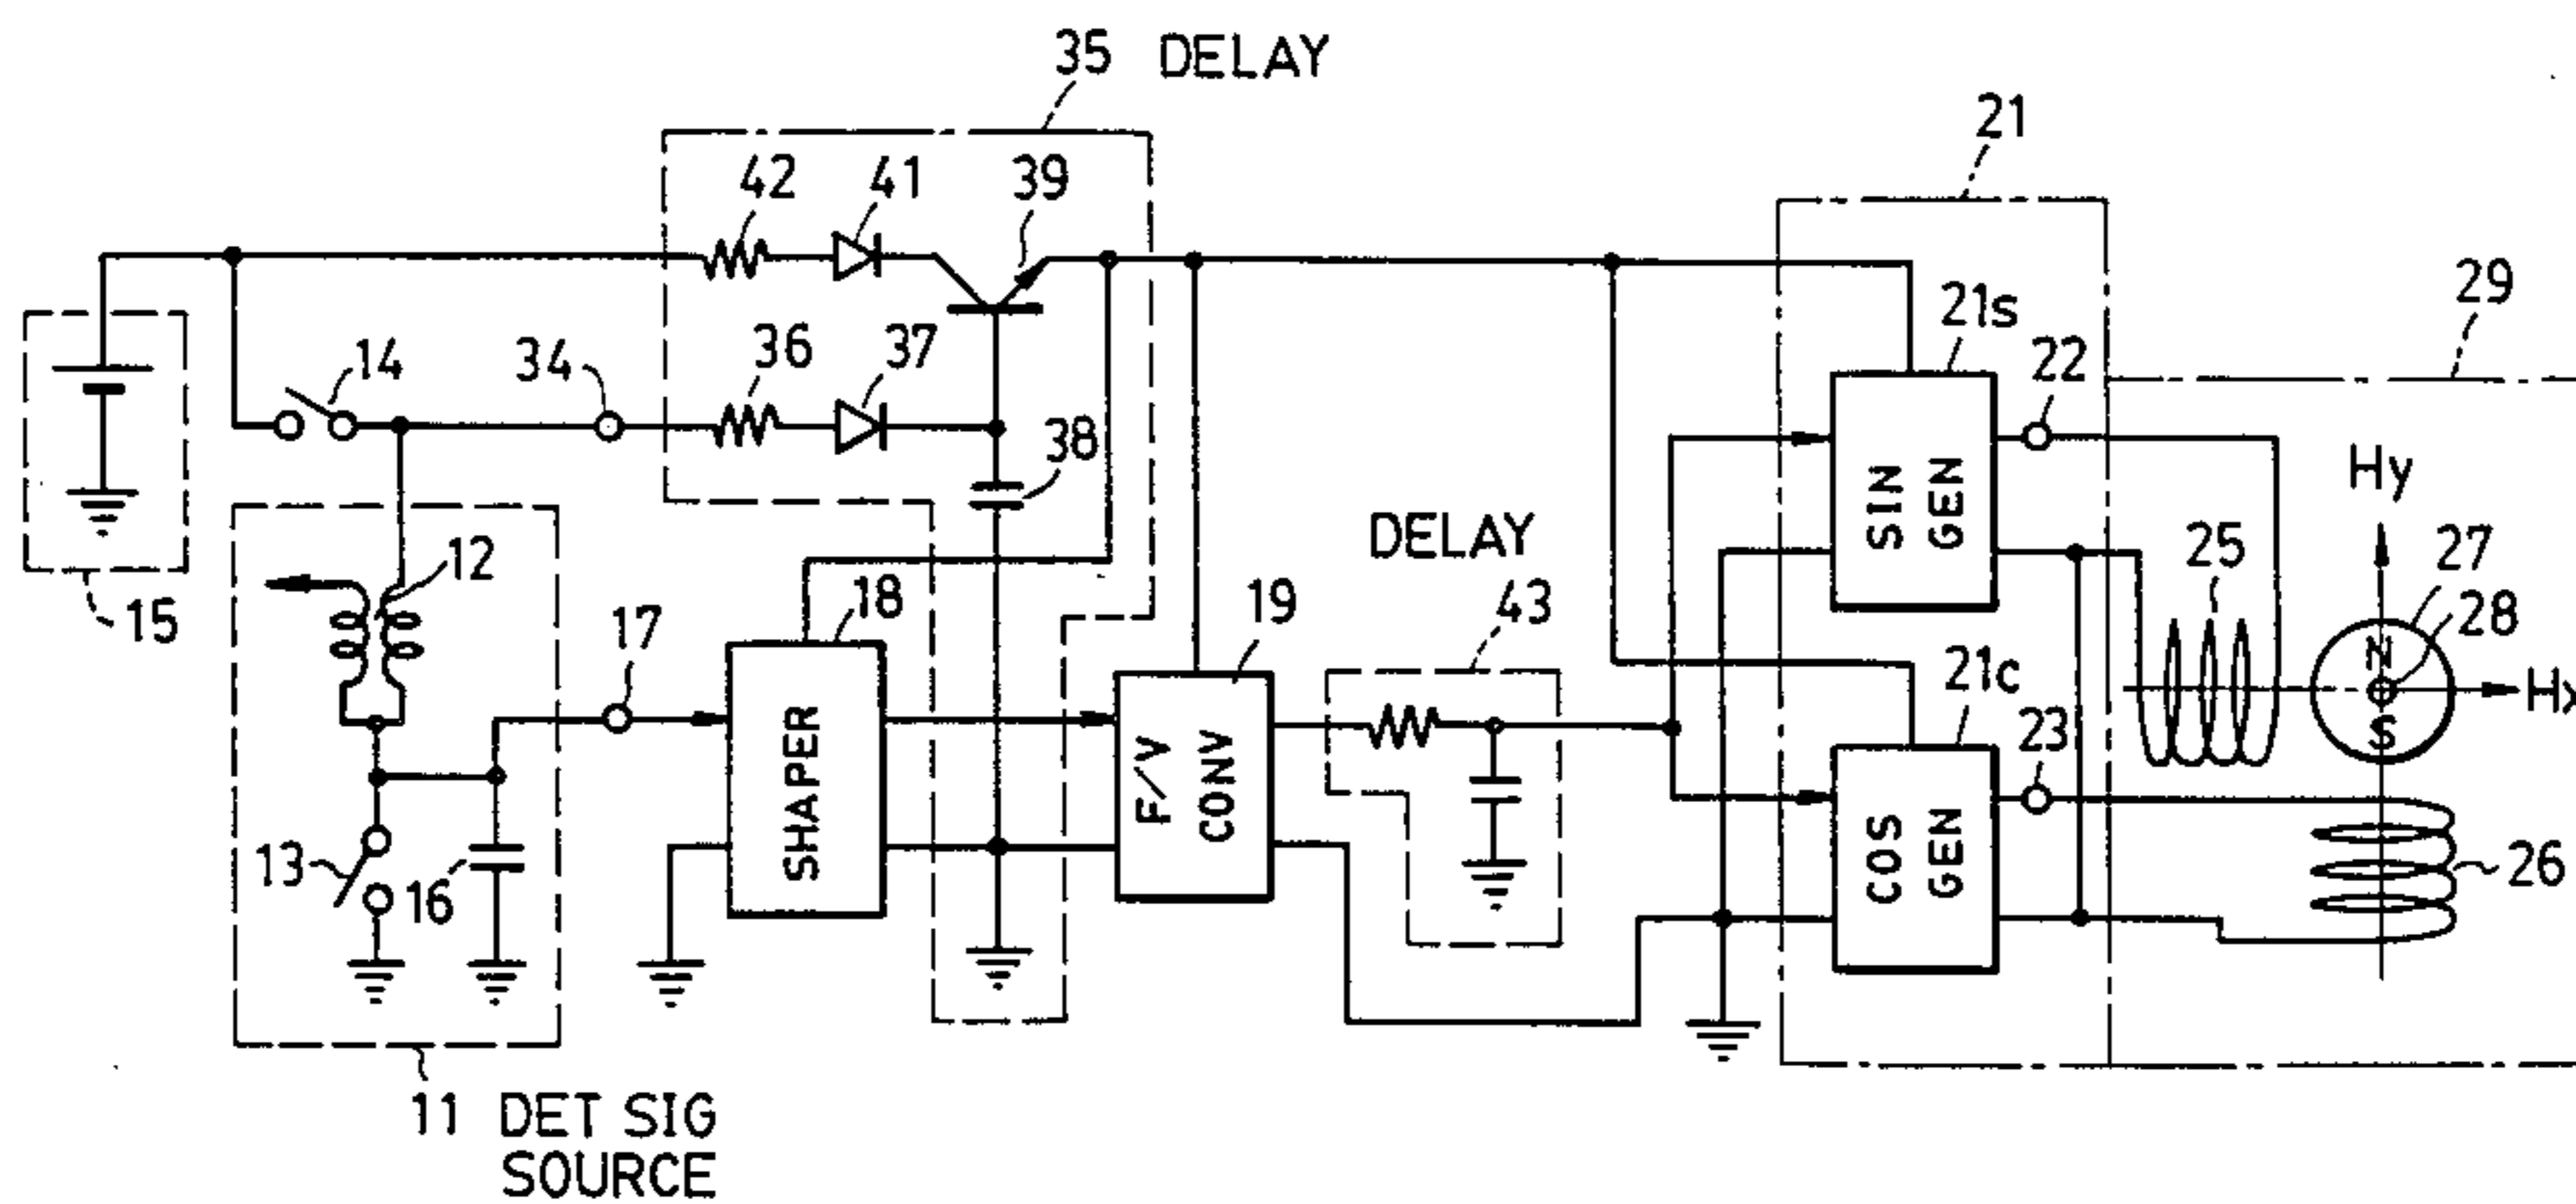 35 DELAY
21
42
41
39
29
21s
22
14
34
36
37
38
SIN
GEN
Hy
DELAY
12
25
27
15
17
18
19
43
N
28
21c
Hx
S
23
SHAPER
F/V
CONV
13
16
COS
GEN
26
11 DET SIG
SOURCE